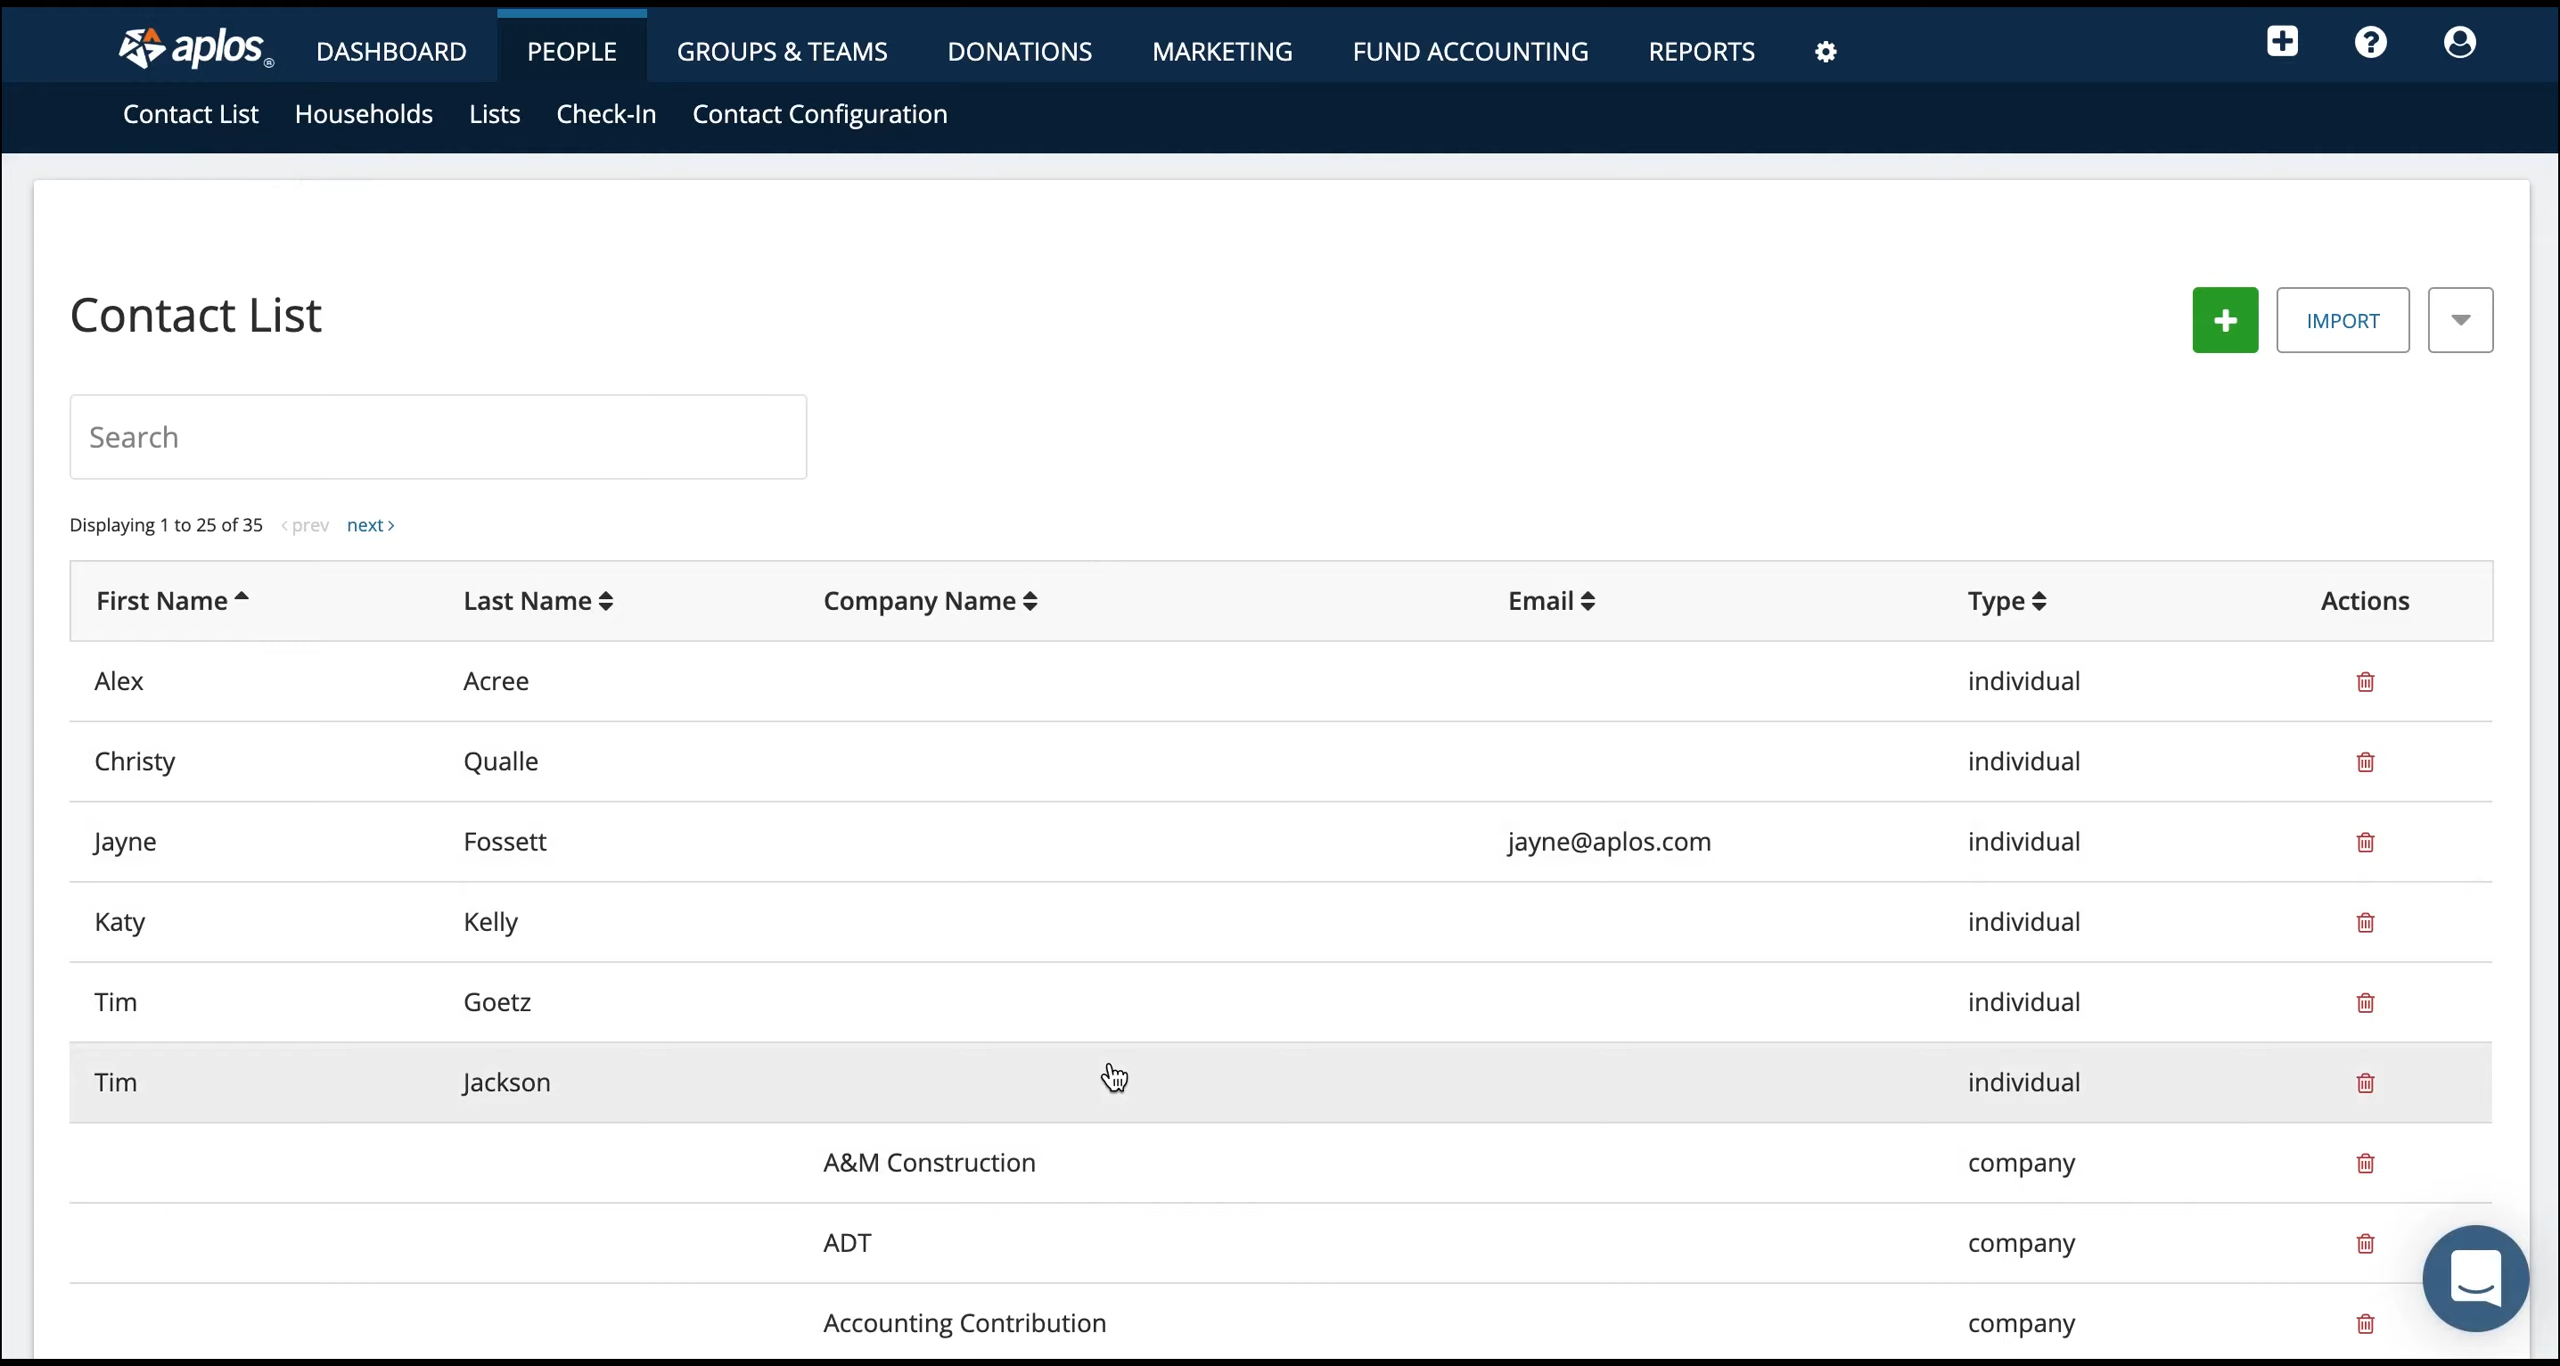 aplos® DASHBOARD PEOPLE GROUPS & TEAMS DONATIONS MARKETING FUND ACCOUNTING REPORTS
Contact List Households Lists Check-In Contact Configuration
Contact List
IMPORT
Search
Displaying 1 to 25 of 35 ‹ prev next ›
First Name Last Name Company Name Email Type Actions
Alex Acree individual
Christy Qualle individual
Jayne Fossett jayne@aplos.com individual
Katy Kelly individual
Tim Goetz individual
Tim Jackson individual
A&M Construction company
ADT company
Accounting Contribution company